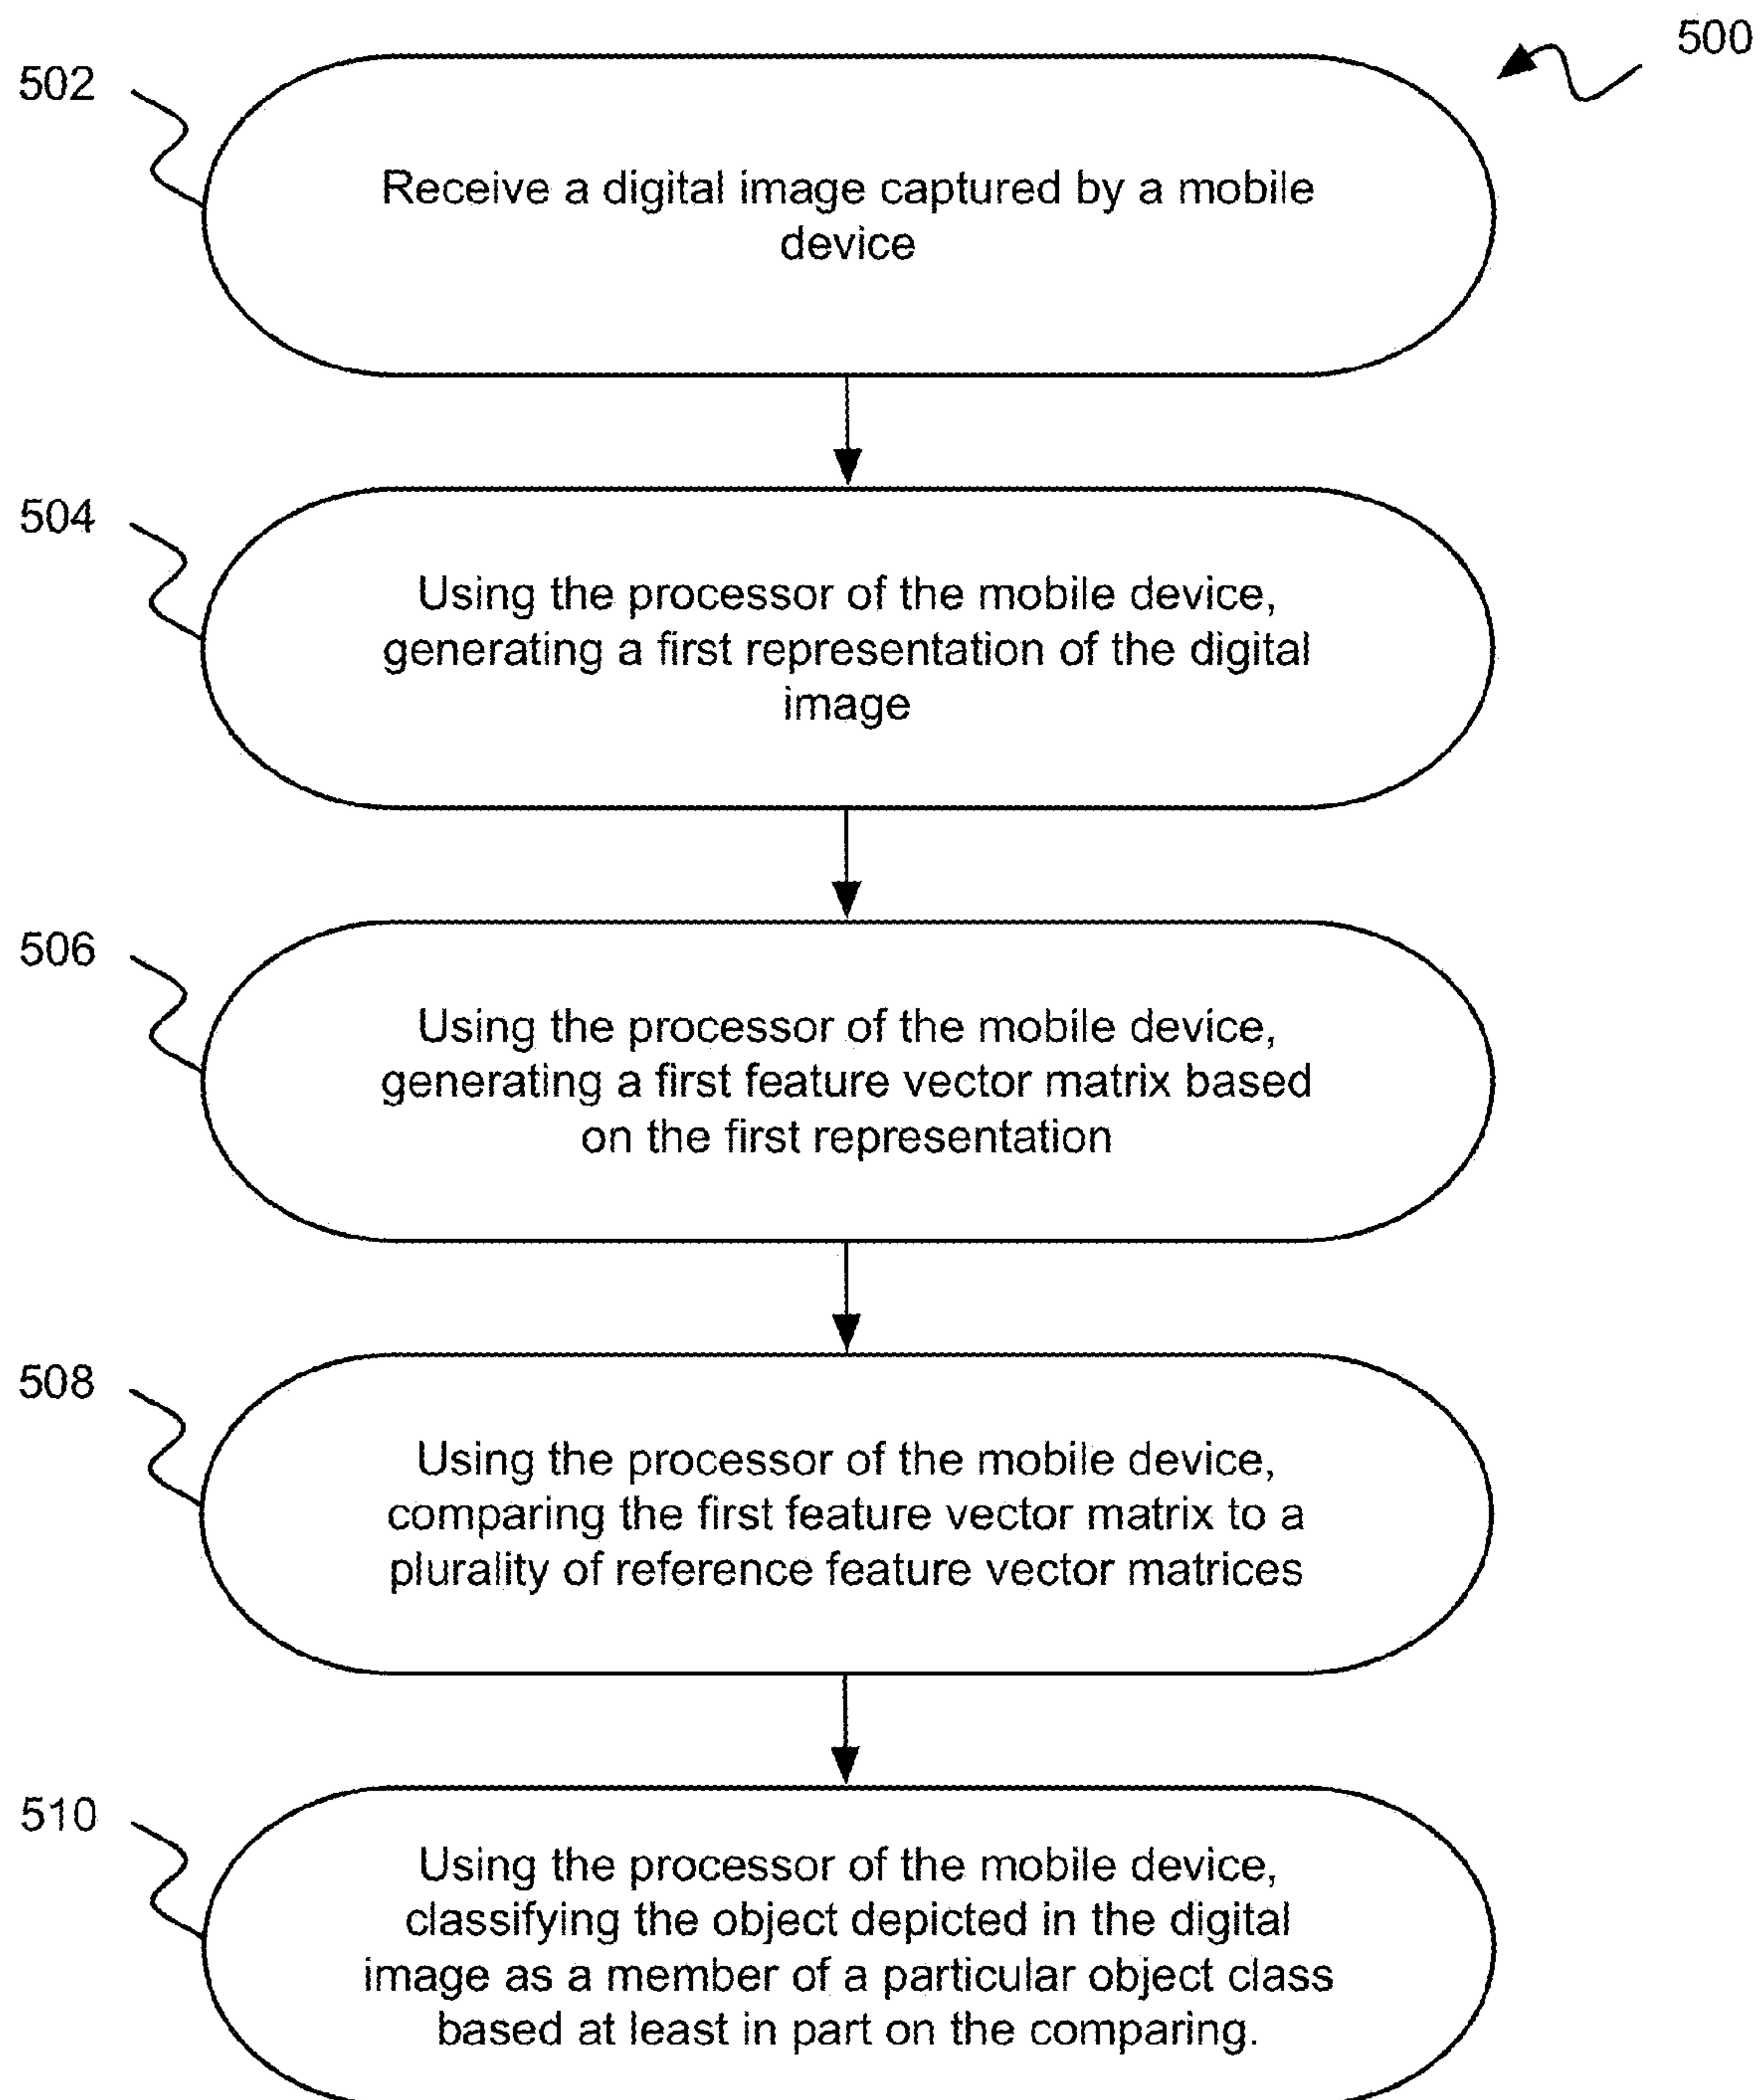 500
502
Receive a digital image captured by a mobile
device
504
Using the processor of the mobile device,
generating a first representation of the digital
image
506
Using the processor of the mobile device,
generating a first feature vector matrix based
on the first representation
508
Using the processor of the mobile device,
comparing the first feature vector matrix to a
plurality of reference feature vector matrices
510
Using the processor of the mobile device,
classifying the object depicted in the digital
image as a member of a particular object class
based at least in part on the comparing.